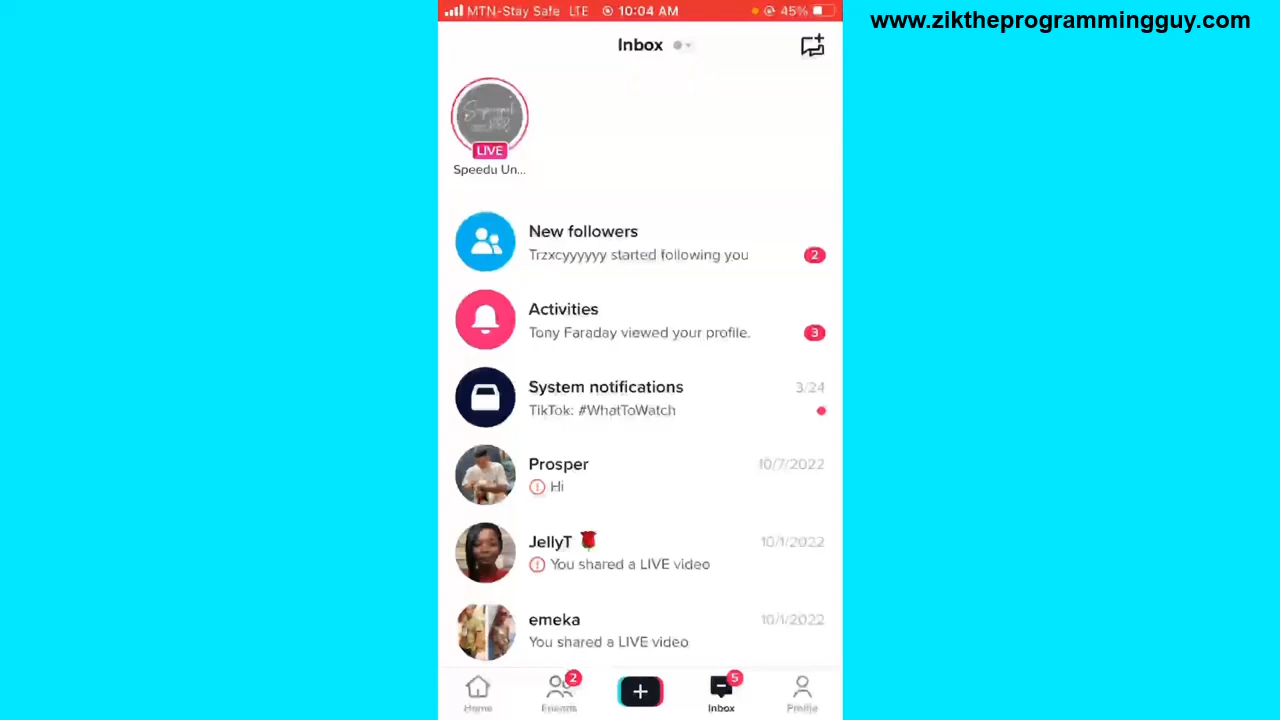 MTN-Stay Safe LTE 10:04 AM 45%
www.ziktheprogrammingguy.com
Inbox
LIVE
Speedu Un...
New followers
Trzxcyyyyyy started following you
2
Activities
Tony Faraday viewed your profile.
3
System notifications 3/24
TikTok: #WhatToWatch
Prosper 10/7/2022
Hi
JellyT 🌹 10/1/2022
You shared a LIVE video
emeka 10/1/2022
You shared a LIVE video
2 5
Home Friends Inbox Profile